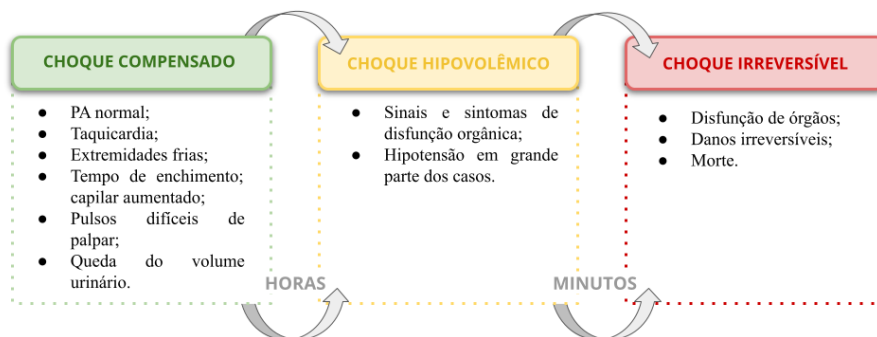 CHOQUE COMPENSADO
● PA normal;
● Taquicardia;
● Extremidades frias;
● Tempo de enchimento;
capilar aumentado;
● Pulsos difíceis de
palpar;
● Queda do volume
urinário.
HORAS
CHOQUE HIPOVOLÊMICO
● Sinais e sintomas de
disfunção orgânica;
● Hipotensão em grande
parte dos casos.
MINUTOS
CHOQUE IRREVERSÍVEL
● Disfunção de órgãos;
● Danos irreversíveis;
● Morte.